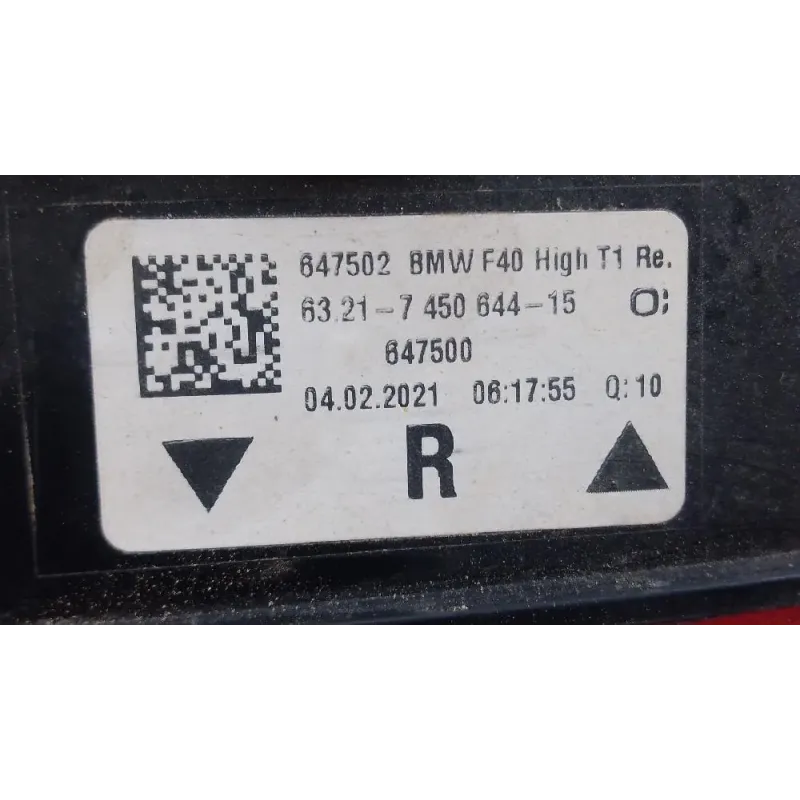 647502 BMW F40 High T1 Re.
63.21-7 450 644-15 O:
647500
04.02.2021 06:17:55 Q:10
R